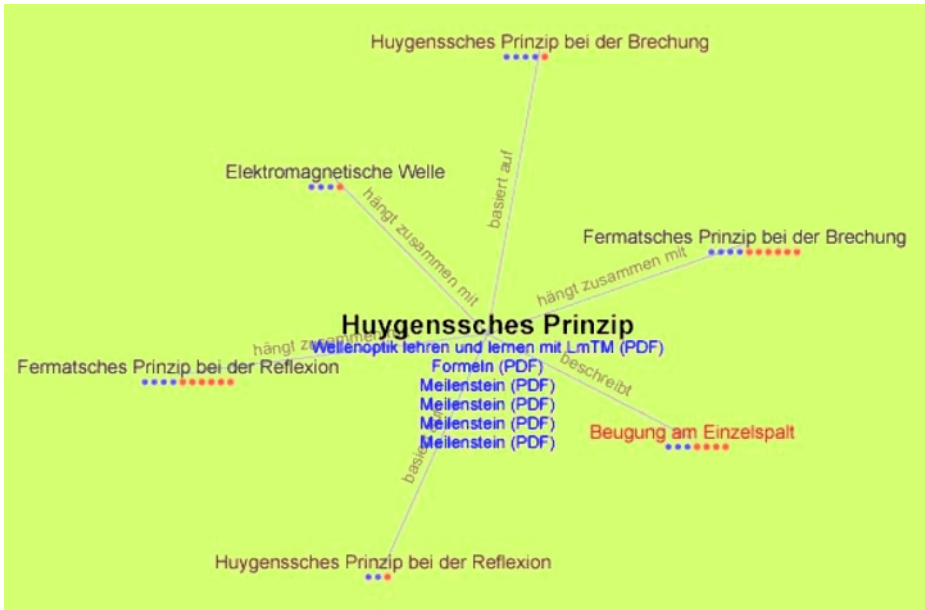 Huygenssches Prinzip bei der Brechung
Elektromagnetische Welle
hängt zusammen mit
basiert auf
Fermatsches Prinzip bei der Brechung
hängt zusammen mit
Huygenssches Prinzip
hängt zusammen
Wellenoptik lehren und lernen mit LmTM (PDF)
Fermatsches Prinzip bei der Reflexion
Formeln (PDF)
beschreibt
Meilenstein (PDF)
Meilenstein (PDF)
Meilenstein (PDF)
Meilenstein (PDF)
Beugung am Einzelspalt
Huygenssches Prinzip bei der Reflexion